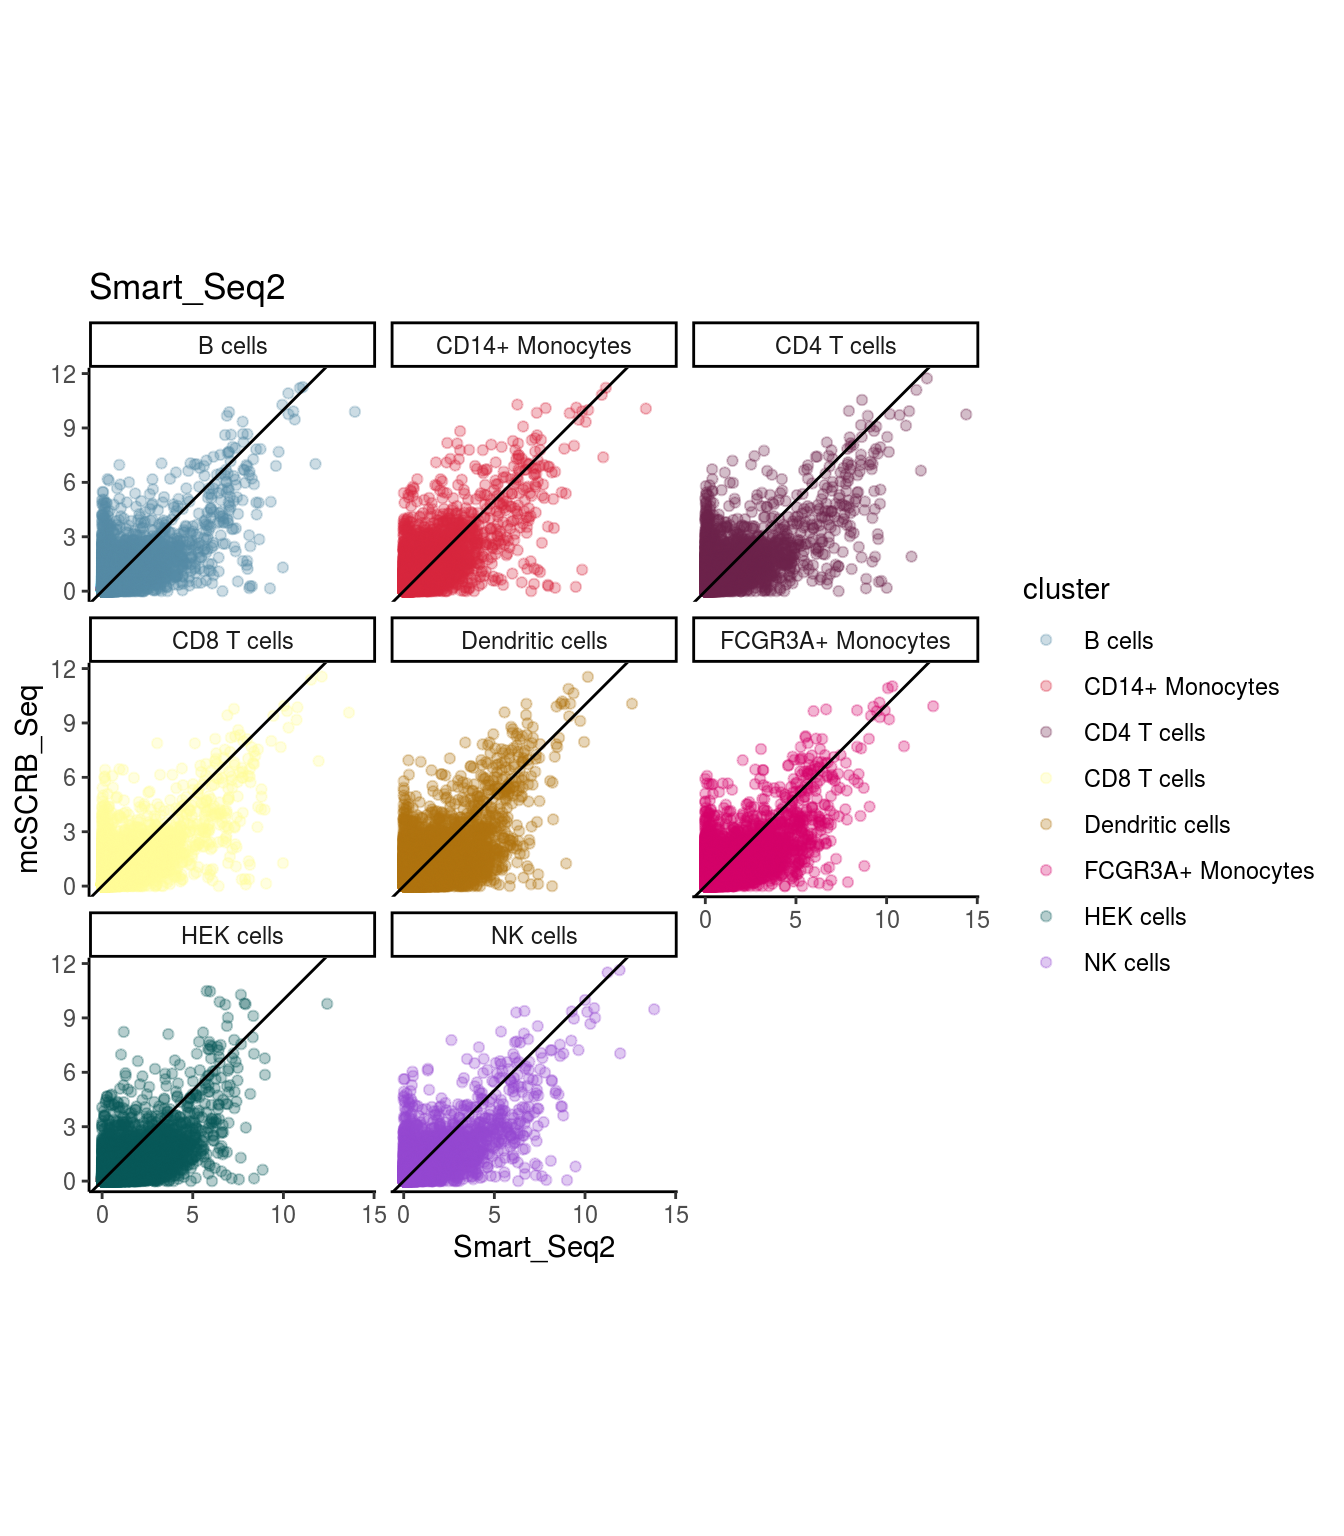 Smart_Seq2
B cells
CD14+ Monocytes
CD4 T cells
12
9
6
3
0
CD8 T cells
Dendritic cells
FCGR3A+ Monocytes
12
9
6
3
0
0 5 10 15
HEK cells
NK cells
12
9
6
3
0
0 5 10 15
0 5 10 15
Smart_Seq2
mcSCRB_Seq
cluster
B cells
CD14+ Monocytes
CD4 T cells
CD8 T cells
Dendritic cells
FCGR3A+ Monocytes
HEK cells
NK cells